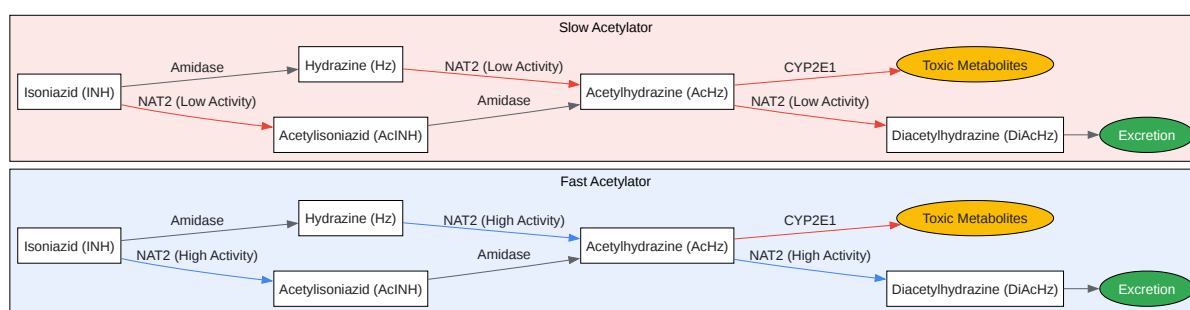 Slow Acetylator
Isoniazid (INH)
Amidase
NAT2 (Low Activity)
Hydrazine (Hz)
Acetylisoniazid (AcINH)
NAT2 (Low Activity)
Amidase
Acetylhydrazine (AcHz)
CYP2E1
NAT2 (Low Activity)
Toxic Metabolites
Diacetylhydrazine (DiAcHz)
Excretion
Fast Acetylator
Isoniazid (INH)
Amidase
NAT2 (High Activity)
Hydrazine (Hz)
Acetylisoniazid (AcINH)
NAT2 (High Activity)
Amidase
Acetylhydrazine (AcHz)
CYP2E1
NAT2 (High Activity)
Toxic Metabolites
Diacetylhydrazine (DiAcHz)
Excretion